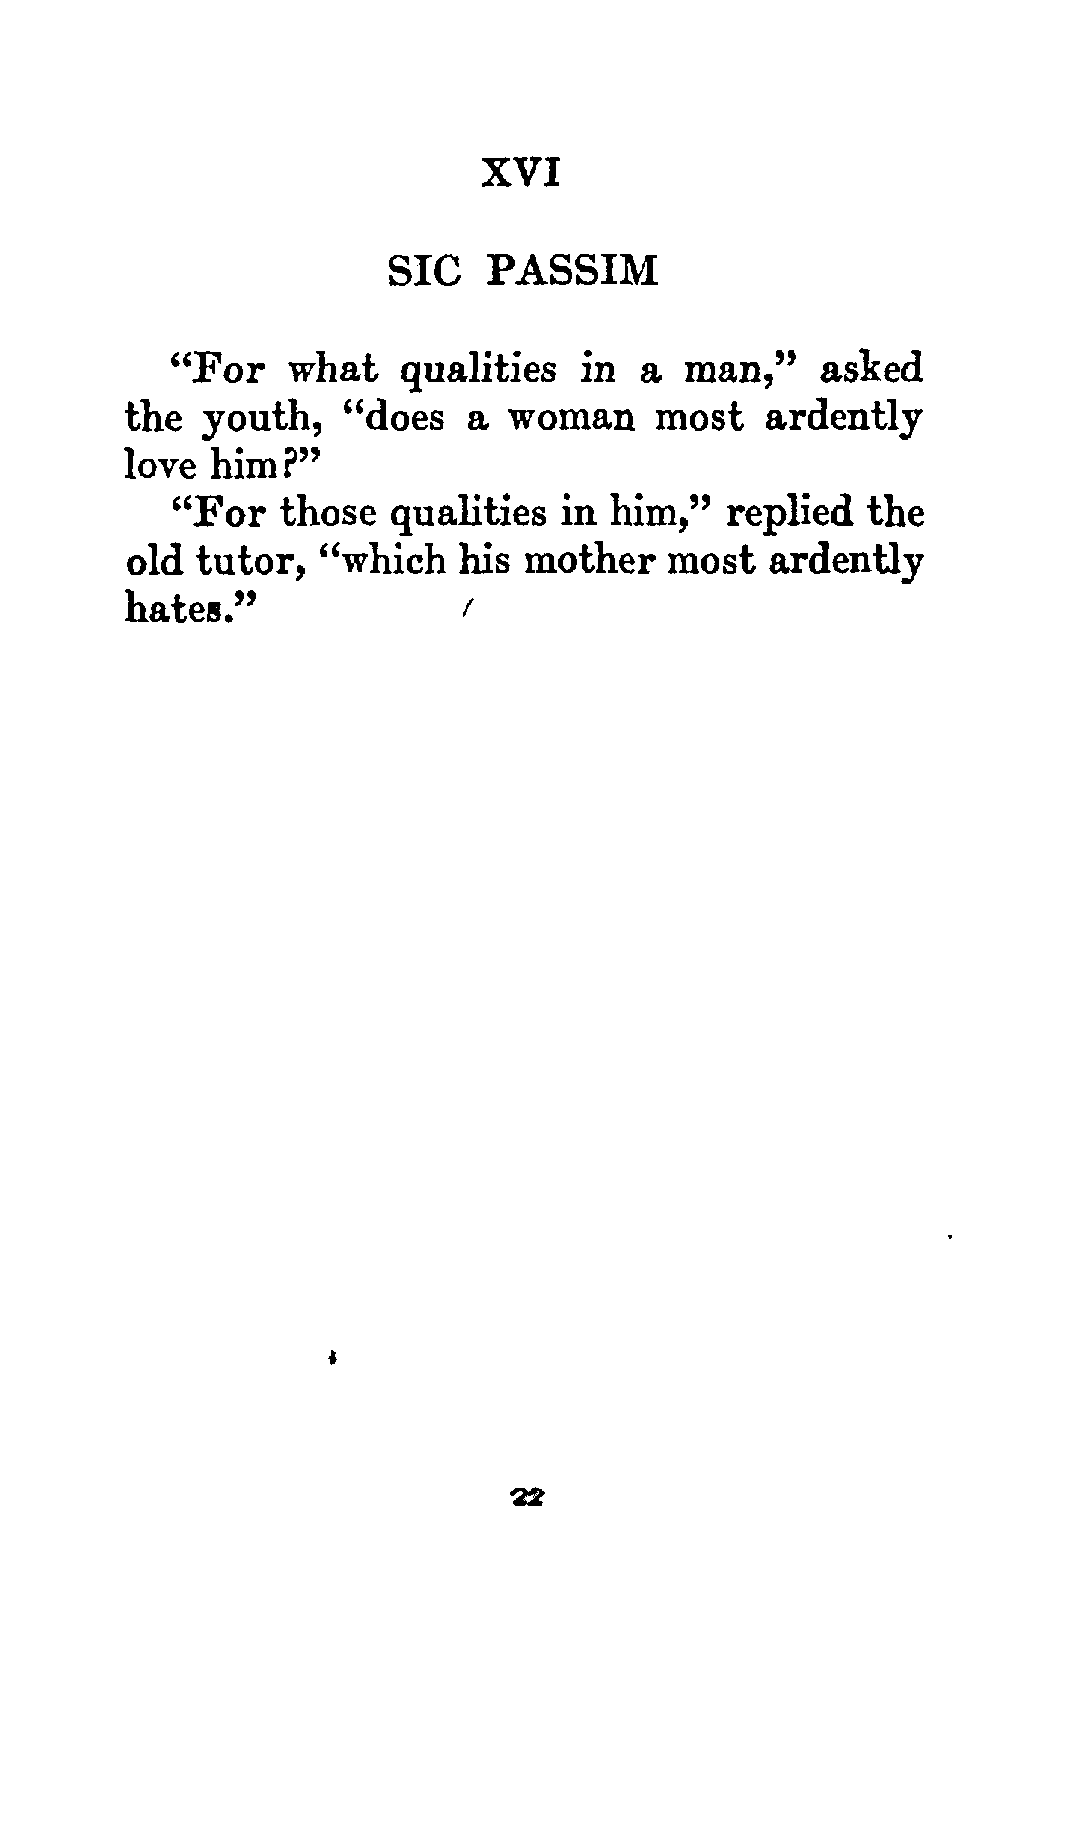 XVI
SIC PASSIM
“For what qualities in a man,” asked
the youth, “does a woman most ardently
love him?”
“For those qualities in him,” replied the
old tutor, “which his mother most ardently
hates.”
22